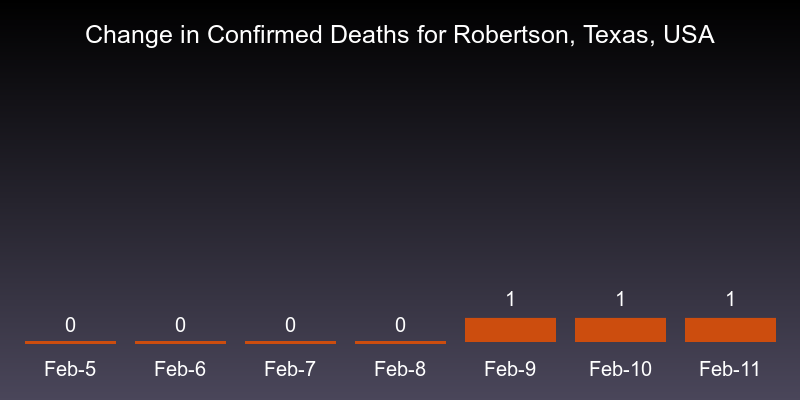 Change in Confirmed Deaths for Robertson, Texas, USA
0 0 0 0 1 1 1
Feb-5 Feb-6 Feb-7 Feb-8 Feb-9 Feb-10 Feb-11